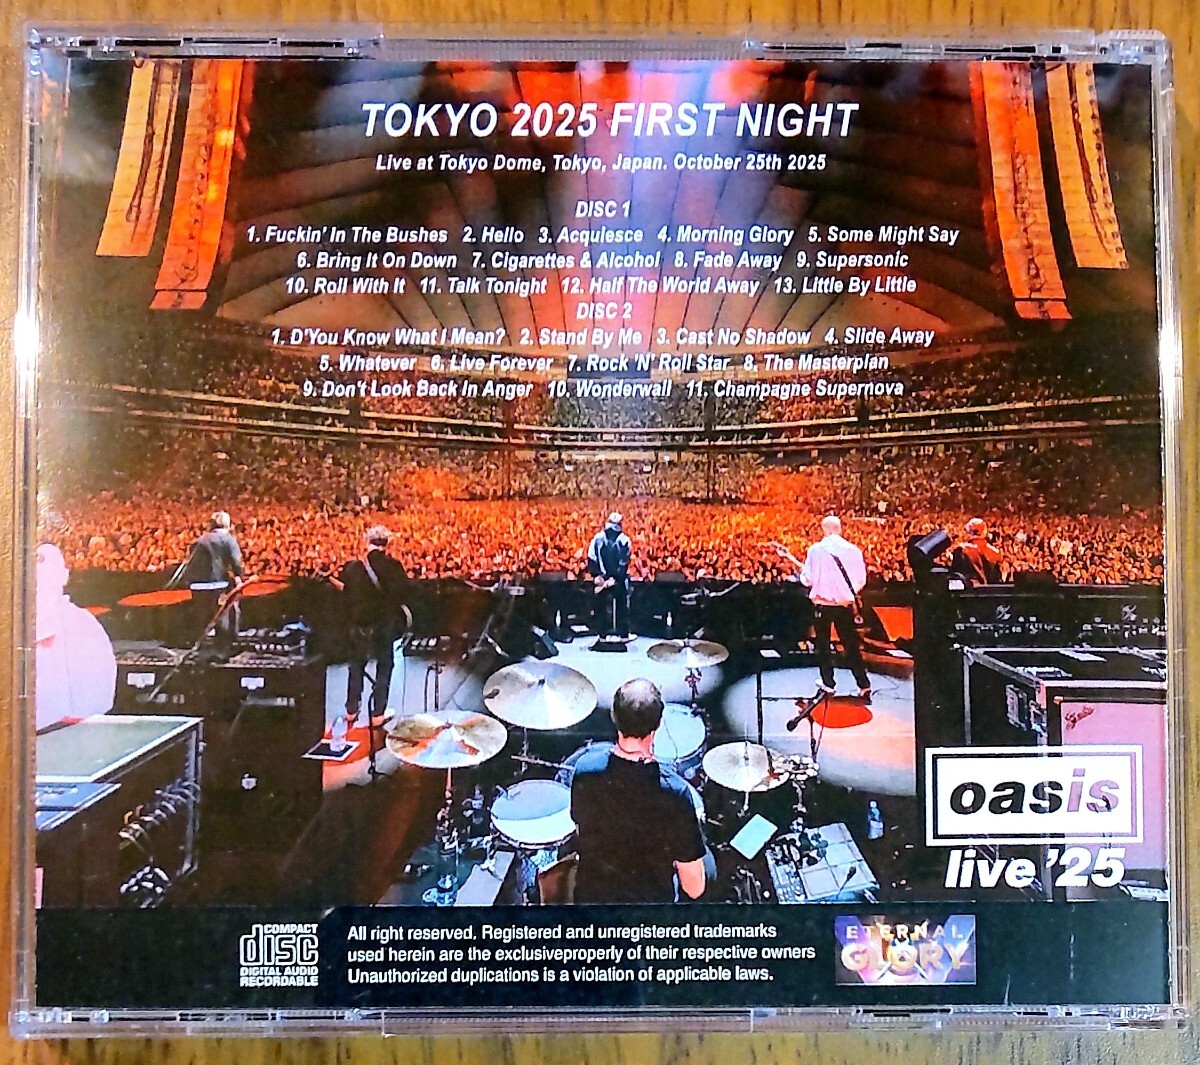 TOKYO 2025 FIRST NIGHT
Live at Tokyo Dome, Tokyo, Japan. October 25th 2025
DISC 1
1. Fuckin' In The Bushes 2. Hello 3. Acquiesce 4. Morning Glory 5. Some Might Say
6. Bring It On Down 7. Cigarettes & Alcohol 8. Fade Away 9. Supersonic
10. Roll With It 11. Talk Tonight 12. Half The World Away 13. Little By Little
DISC 2
1. D'You Know What I Mean? 2. Stand By Me 3. Cast No Shadow 4. Slide Away
5. Whatever 6. Live Forever 7. Rock 'N' Roll Star 8. The Masterplan
9. Don't Look Back In Anger 10. Wonderwall 11. Champagne Supernova
oasis
live '25
COMPACT
disc
DIGITAL AUDIO
RECORDABLE
All right reserved. Registered and unregistered trademarks
used herein are the exclusiveproperly of their respective owners
Unauthorized duplications is a violation of applicable laws.
ETERNAL
GLORY